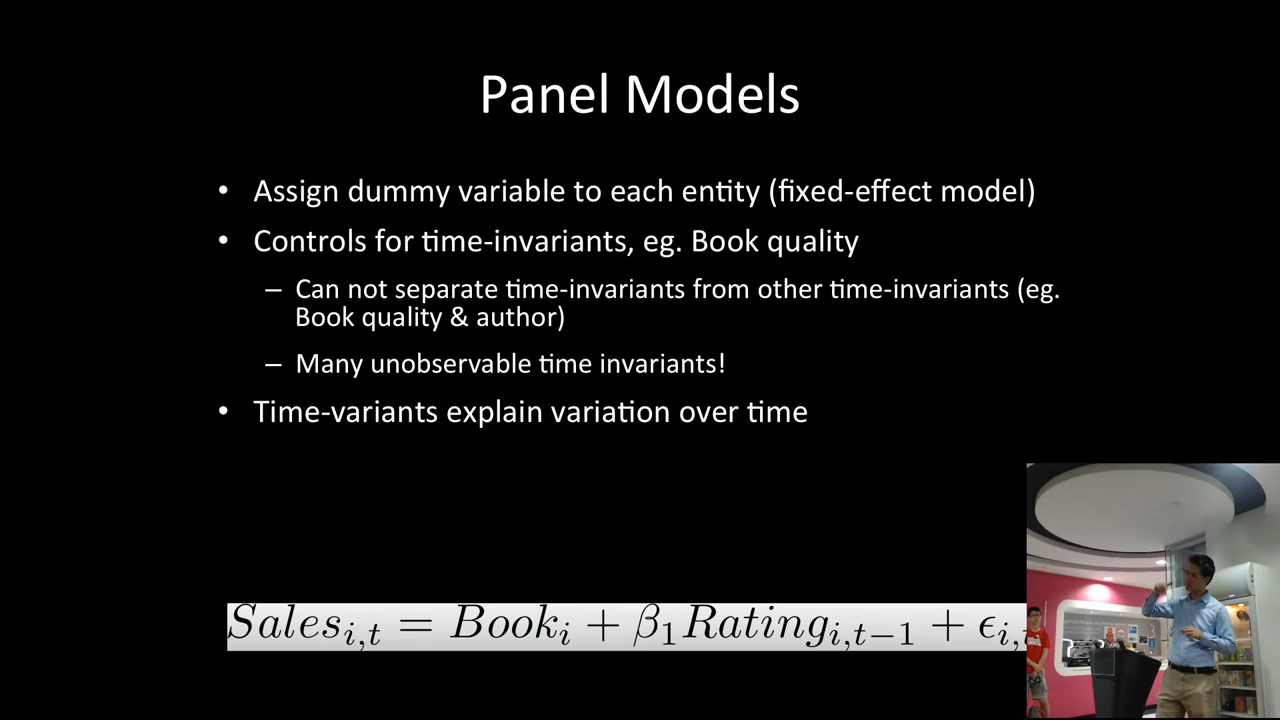 Panel Models
• Assign dummy variable to each entity (fixed-effect model)
• Controls for time-invariants, eg. Book quality
– Can not separate time-invariants from other time-invariants (eg.
Book quality & author)
– Many unobservable time invariants!
• Time-variants explain variation over time
Sales_{i,t} = Book_i + β_1 Rating_{i,t−1} + ϵ_{i,t}